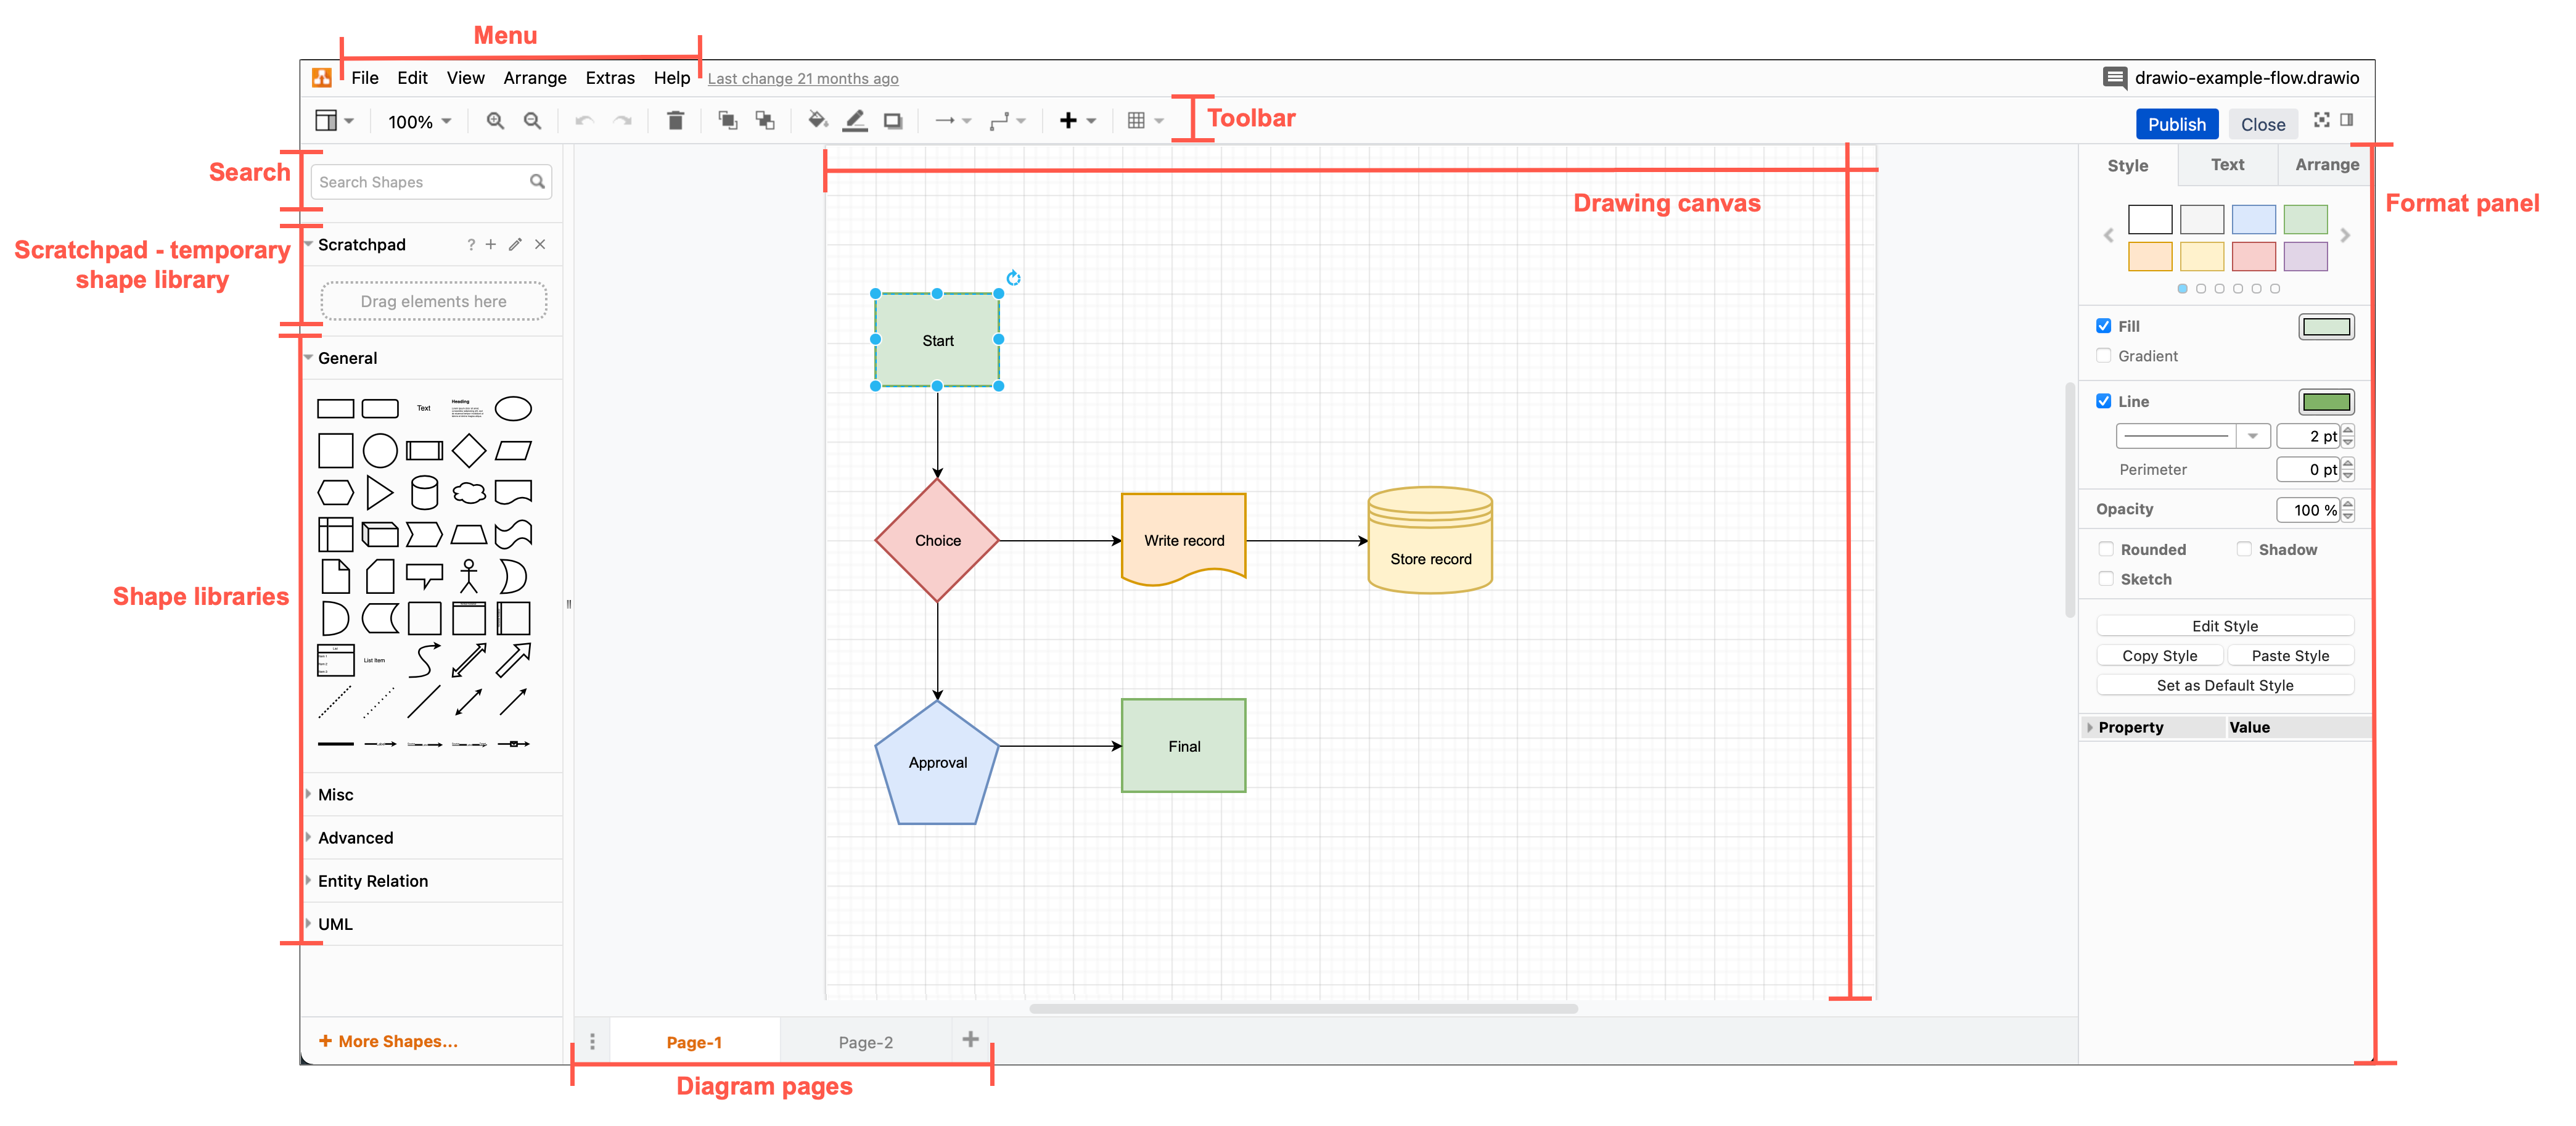 Menu
File Edit View Arrange Extras Help Last change 21 months ago
drawio-example-flow.drawio
100%
Toolbar
Publish Close
Search
Search Shapes
Scratchpad - temporary
shape library
Scratchpad ?
Drag elements here
Shape libraries
General
Text
Heading
List Item
Misc
Advanced
Entity Relation
UML
+ More Shapes...
Drawing canvas
Start
Choice
Write record
Store record
Approval
Final
Page-1
Page-2
Diagram pages
Format panel
Style Text Arrange
Fill
Gradient
Line
2 pt
Perimeter 0 pt
Opacity 100 %
Rounded Shadow
Sketch
Edit Style
Copy Style Paste Style
Set as Default Style
Property Value